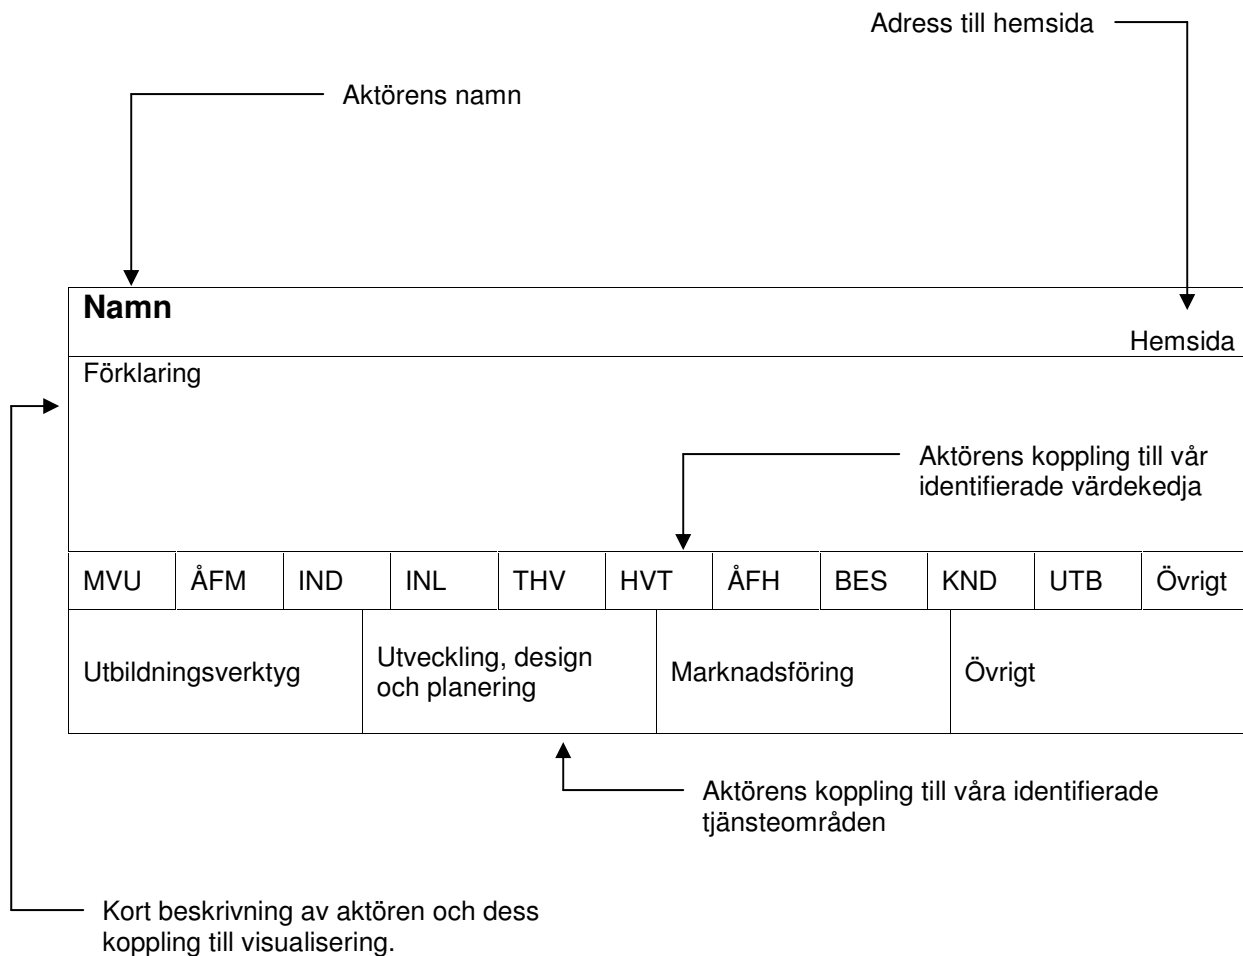 Adress till hemsida
Aktörens namn
Namn
Hemsida
Förklaring
Aktörens koppling till vår
identifierade värdekedja
MVU ÅFM IND INL THV HVT ÅFH BES KND UTB Övrigt
Utbildningsverktyg
Utveckling, design
och planering
Marknadsföring
Övrigt
Aktörens koppling till våra identifierade
tjänsteområden
Kort beskrivning av aktören och dess
koppling till visualisering.